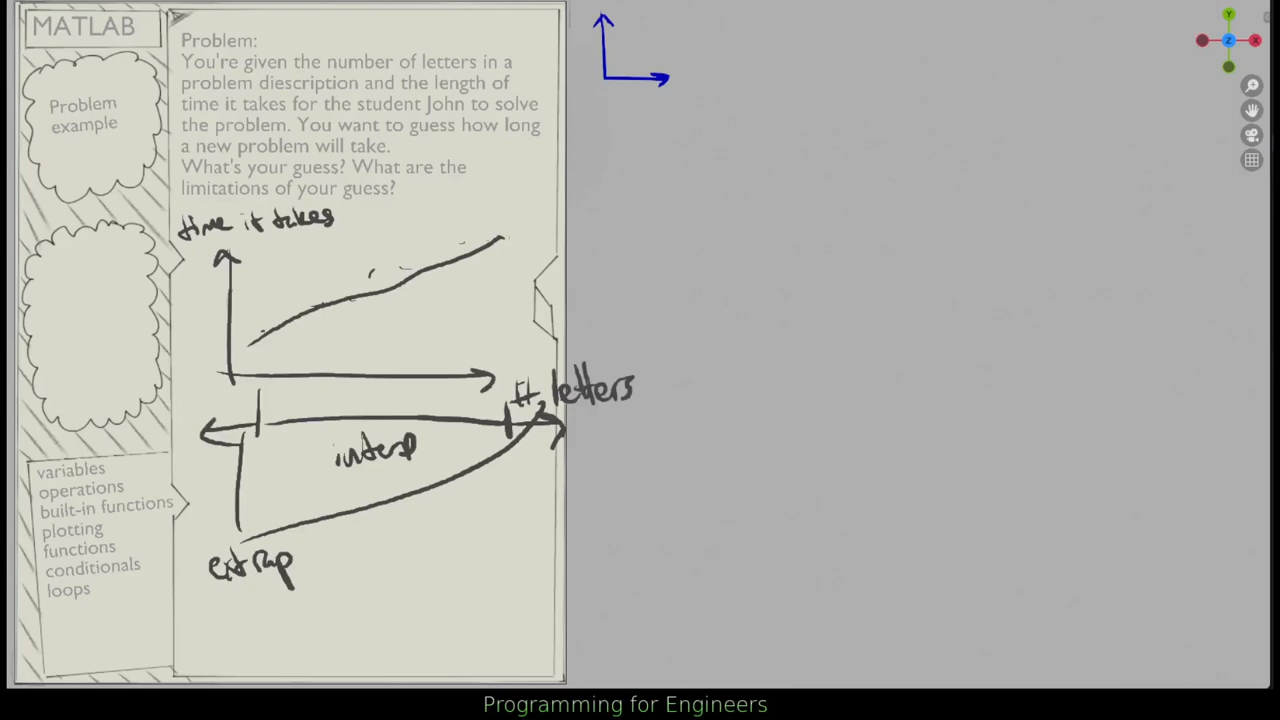 MATLAB
Problem
example
variables
operations
built-in functions
plotting
functions
conditionals
loops
Problem:
You're given the number of letters in a
problem diescription and the length of
time it takes for the student John to solve
the problem. You want to guess how long
a new problem will take.
What's your guess? What are the
limitations of your guess?
time it takes
# letters
interp
extrap
Y
Z
X
Programming for Engineers